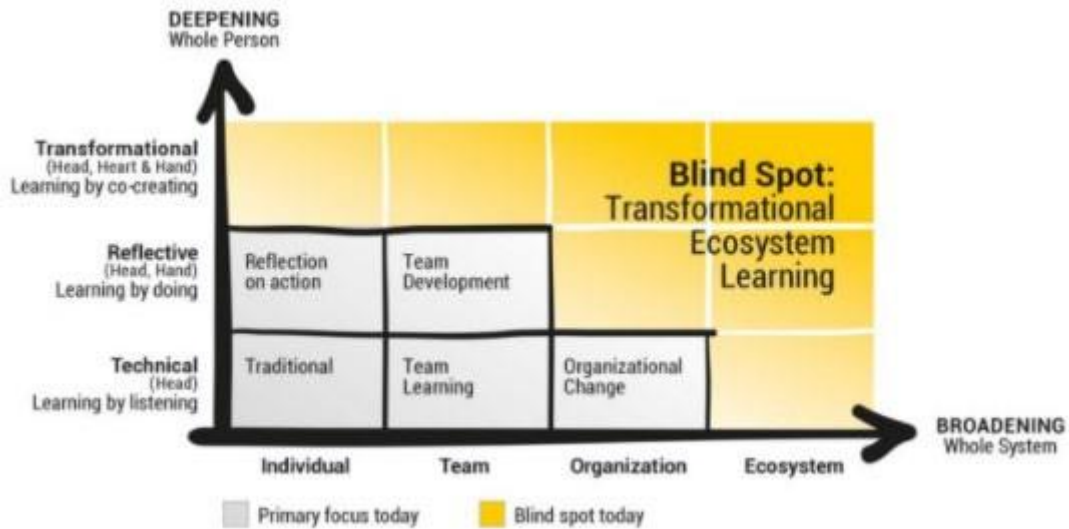 DEEPENING
Whole Person
Transformational
(Head, Heart & Hand)
Learning by co-creating
Blind Spot:
Transformational
Ecosystem
Learning
Reflective
(Head, Hand)
Learning by doing
Reflection
on action
Team
Development
Technical
(Head)
Learning by listening
Traditional
Team
Learning
Organizational
Change
BROADENING
Whole System
Individual
Team
Organization
Ecosystem
Primary focus today
Blind spot today